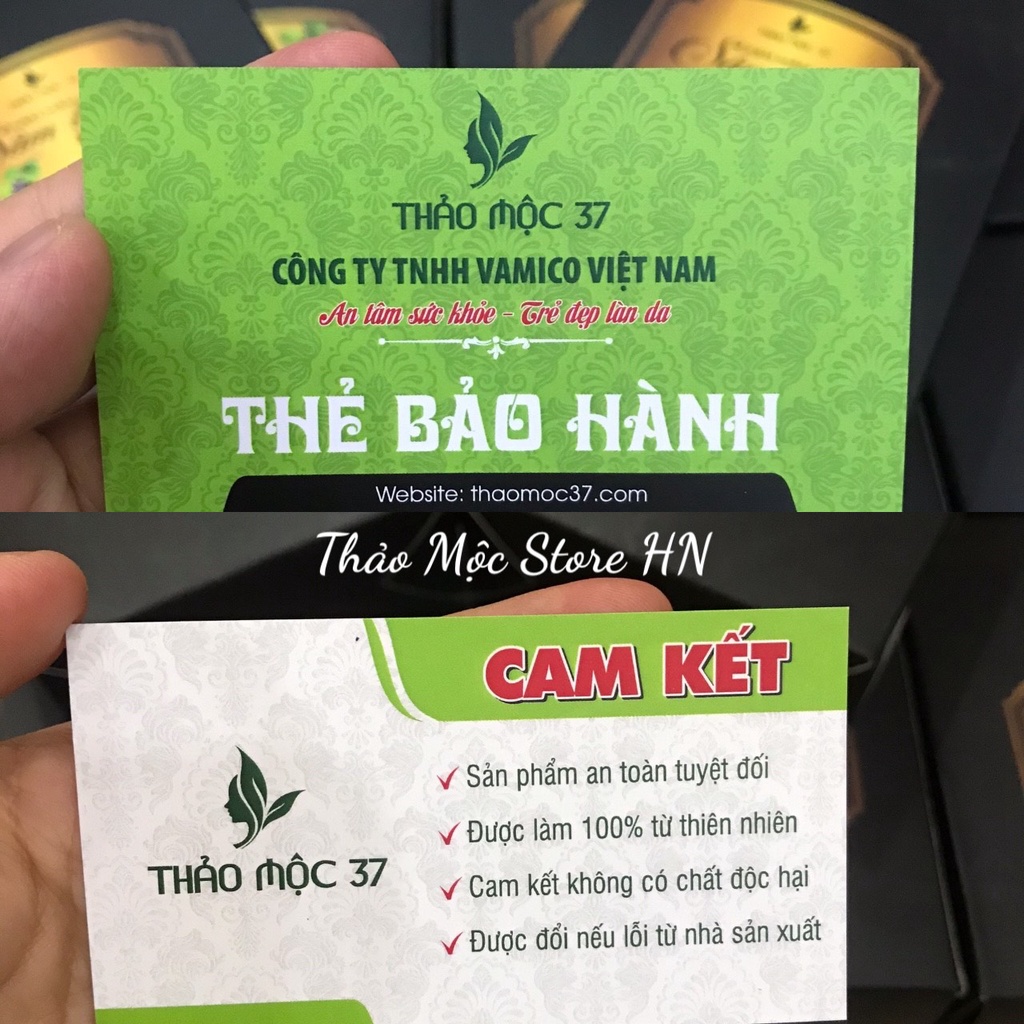 THẢO MỘC 37
CÔNG TY TNHH VAMICO VIỆT NAM
An tâm sức khỏe - Trẻ đẹp làn da
THẺ BẢO HÀNH
Website: thaomoc37.com
Thảo Mộc Store HN
CAM KẾT
Sản phẩm an toàn tuyệt đối
Được làm 100% từ thiên nhiên
Cam kết không có chất độc hại
Được đổi nếu lỗi từ nhà sản xuất
THẢO MỘC 37